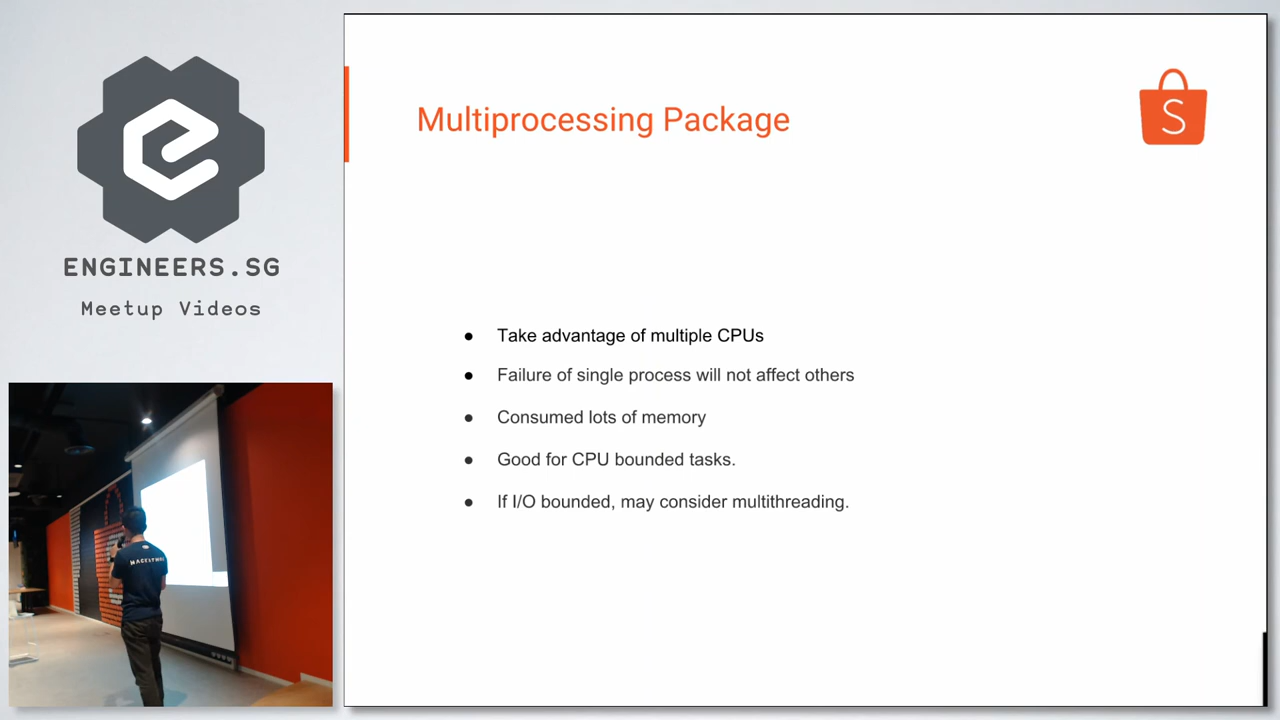 ENGINEERS.SG
Meetup Videos
Multiprocessing Package
S
● Take advantage of multiple CPUs
● Failure of single process will not affect others
● Consumed lots of memory
● Good for CPU bounded tasks.
● If I/O bounded, may consider multithreading.